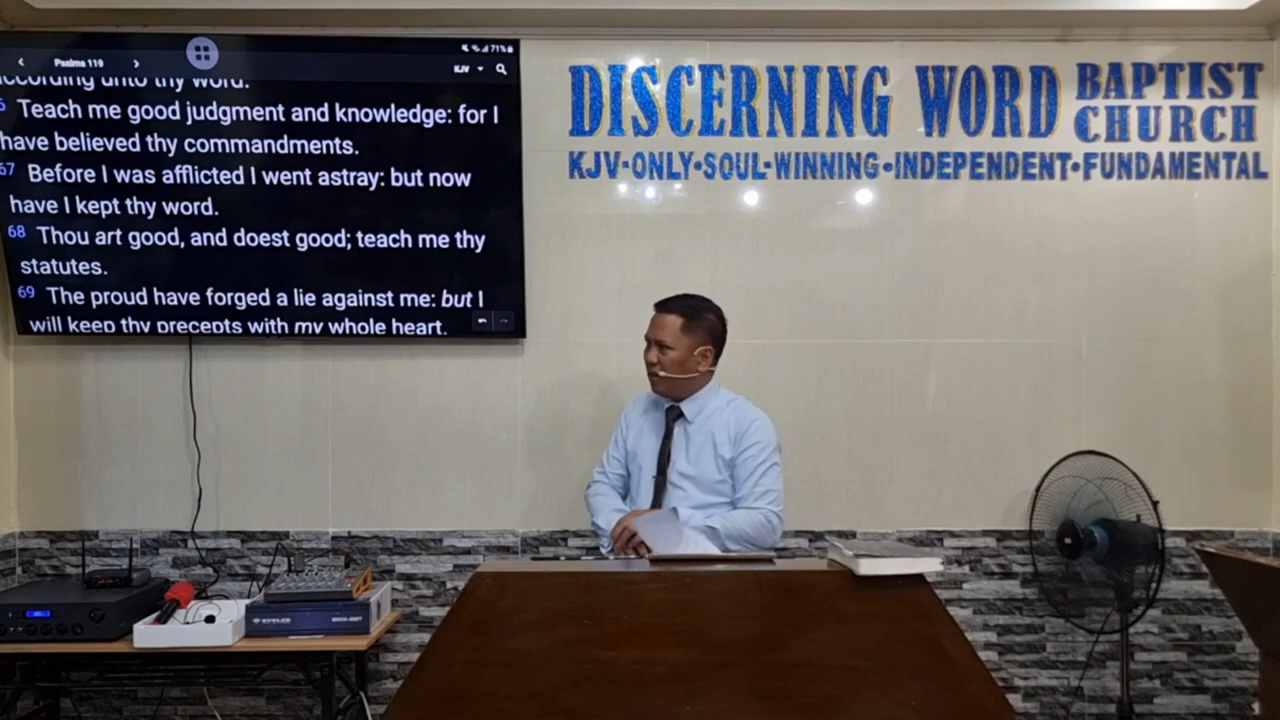 Psalms 119
KJV
71%
according unto thy word.
Teach me good judgment and knowledge: for I
have believed thy commandments.
67 Before I was afflicted I went astray: but now
have I kept thy word.
68 Thou art good, and doest good; teach me thy
statutes.
69 The proud have forged a lie against me: but I
will keep thy precepts with my whole heart.
DISCERNING WORD BAPTIST
CHURCH
KJV-ONLY•SOUL-WINNING•INDEPENDENT•FUNDAMENTAL